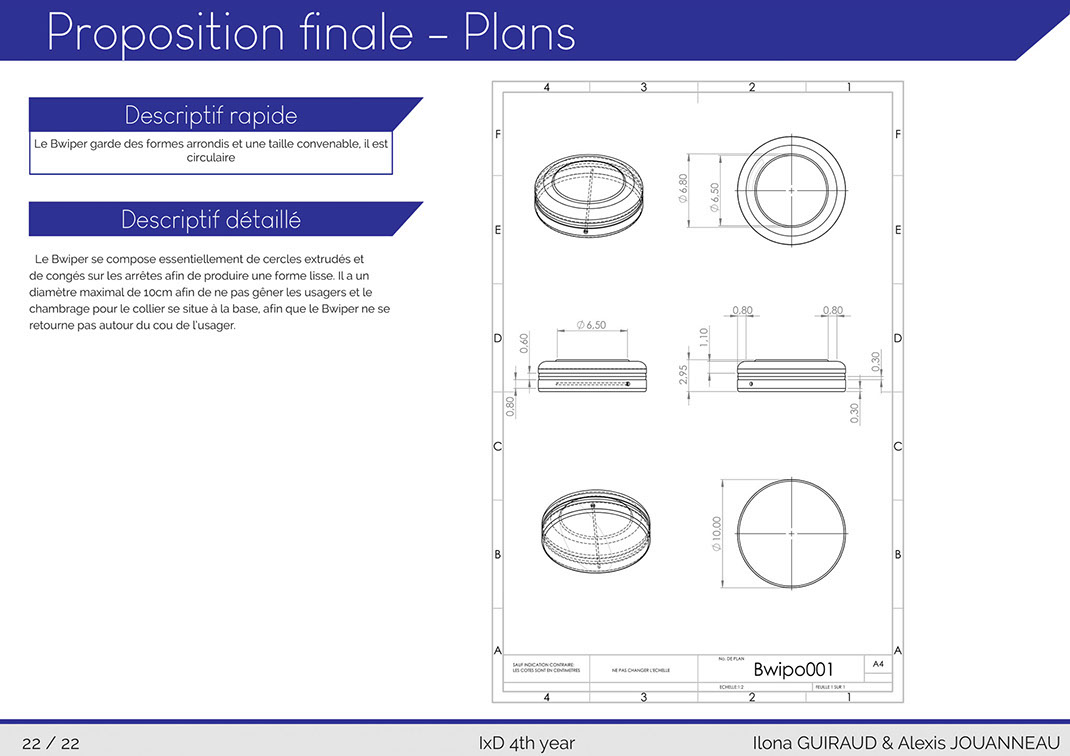 Proposition finale – Plans
Descriptif rapide
Le Bwiper garde des formes arrondis et une taille convenable, il est
circulaire
Descriptif détaillé
Le Bwiper se compose essentiellement de cercles extrudés et
de congés sur les arrêtes afin de produire une forme lisse. Il a un
diamètre maximal de 10cm afin de ne pas gêner les usagers et le
chambrage pour le collier se situe à la base, afin que le Bwiper ne se
retourne pas autour du cou de l'usager.
4 3 2 1
F F
∅ 6,80
∅ 6,50
E E
∅ 6,50
0,60
0,80
0,80 0,80
1,10
2,95
0,30
0,30
D D
C C
∅ 10,00
B B
A A
SAUF INDICATION CONTRAIRE:
LES COTES SONT EN CENTIMETRES
NE PAS CHANGER L'ECHELLE
No. DE PLAN
Bwipo001
A4
ECHELLE:1:2
FEUILLE 1 SUR 1
4 3 2 1
22 / 22
IxD 4th year
Ilona GUIRAUD & Alexis JOUANNEAU